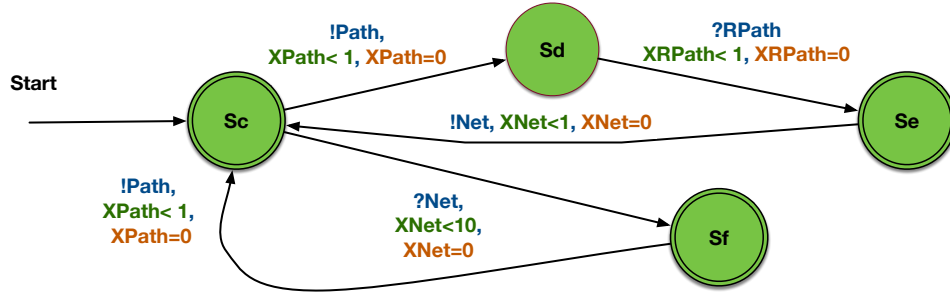 !Path,
XPath< 1, XPath=0
Sd
?RPath
XRPath< 1, XRPath=0
Start
Sc
!Net, XNet<1, XNet=0
Se
!Path,
XPath< 1,
XPath=0
?Net,
XNet<10,
XNet=0
Sf